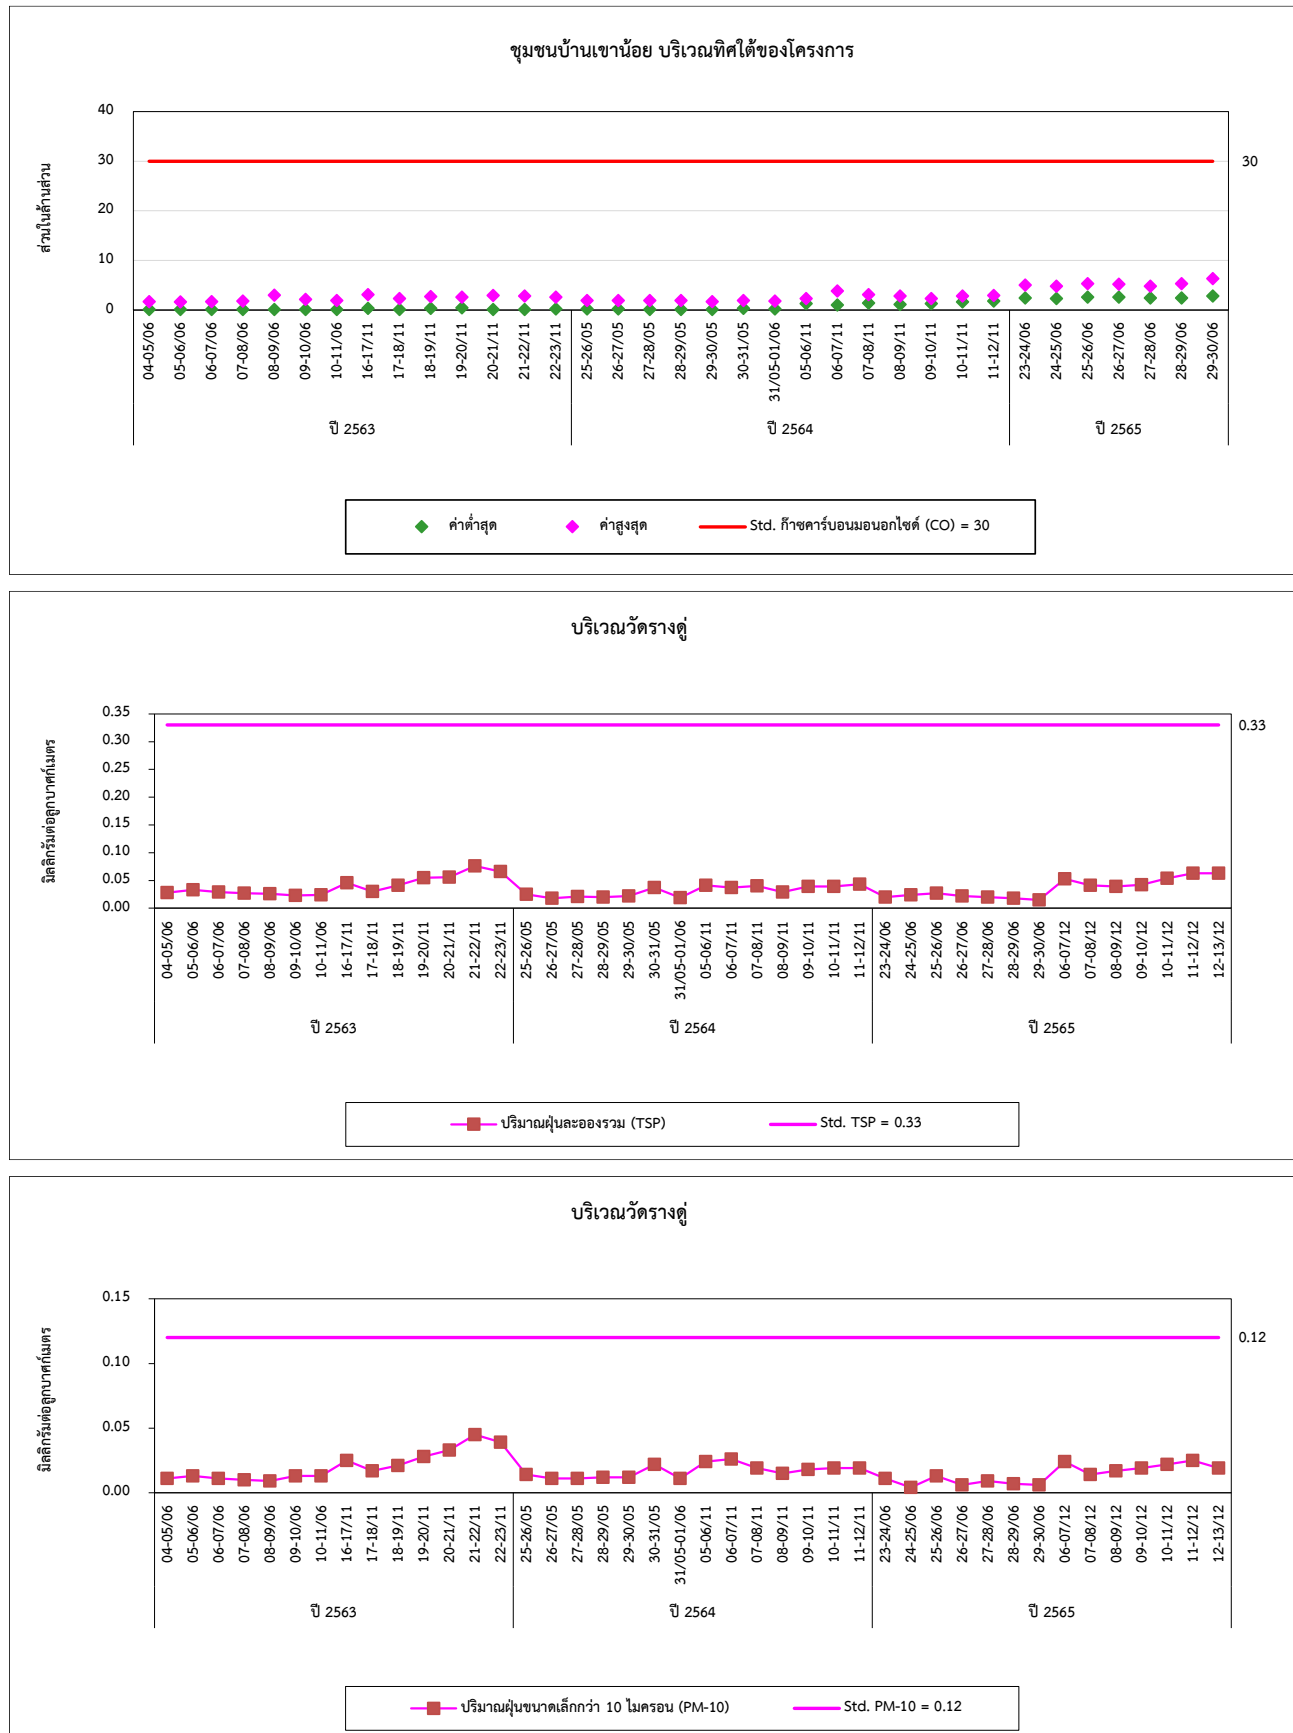 ชุมชนบ้านเขาน้อย บริเวณทิศใต้ของโครงการ
ส่วนในล้านส่วน
40
30
20
10
0
30
04-05/06 05-06/06 06-07/06 07-08/06 08-09/06 09-10/06 10-11/06 16-17/11 17-18/11 18-19/11 19-20/11 20-21/11 21-22/11 22-23/11 25-26/05 26-27/05 27-28/05 28-29/05 29-30/05 30-31/05 31/05-01/06 05-06/11 06-07/11 07-08/11 08-09/11 09-10/11 10-11/11 11-12/11 23-24/06 24-25/06 25-26/06 26-27/06 27-28/06 28-29/06 29-30/06
ปี 2563 ปี 2564 ปี 2565
ค่าต่ำสุด ค่าสูงสุด Std. ก๊าซคาร์บอนมอนอกไซด์ (CO) = 30
บริเวณวัดรางดู่
มิลลิกรัมต่อลูกบาศก์เมตร
0.35
0.30
0.25
0.20
0.15
0.10
0.05
0.00
0.33
04-05/06 05-06/06 06-07/06 07-08/06 08-09/06 09-10/06 10-11/06 16-17/11 17-18/11 18-19/11 19-20/11 20-21/11 21-22/11 22-23/11 25-26/05 26-27/05 27-28/05 28-29/05 29-30/05 30-31/05 31/05-01/06 05-06/11 06-07/11 07-08/11 08-09/11 09-10/11 10-11/11 11-12/11 23-24/06 24-25/06 25-26/06 26-27/06 27-28/06 28-29/06 29-30/06 06-07/12 07-08/12 08-09/12 09-10/12 10-11/12 11-12/12 12-13/12
ปี 2563 ปี 2564 ปี 2565
ปริมาณฝุ่นละอองรวม (TSP) Std. TSP = 0.33
บริเวณวัดรางดู่
มิลลิกรัมต่อลูกบาศก์เมตร
0.15
0.10
0.05
0.00
0.12
04-05/06 05-06/06 06-07/06 07-08/06 08-09/06 09-10/06 10-11/06 16-17/11 17-18/11 18-19/11 19-20/11 20-21/11 21-22/11 22-23/11 25-26/05 26-27/05 27-28/05 28-29/05 29-30/05 30-31/05 31/05-01/06 05-06/11 06-07/11 07-08/11 08-09/11 09-10/11 10-11/11 11-12/11 23-24/06 24-25/06 25-26/06 26-27/06 27-28/06 28-29/06 29-30/06 06-07/12 07-08/12 08-09/12 09-10/12 10-11/12 11-12/12 12-13/12
ปี 2563 ปี 2564 ปี 2565
ปริมาณฝุ่นขนาดเล็กกว่า 10 ไมครอน (PM-10) Std. PM-10 = 0.12